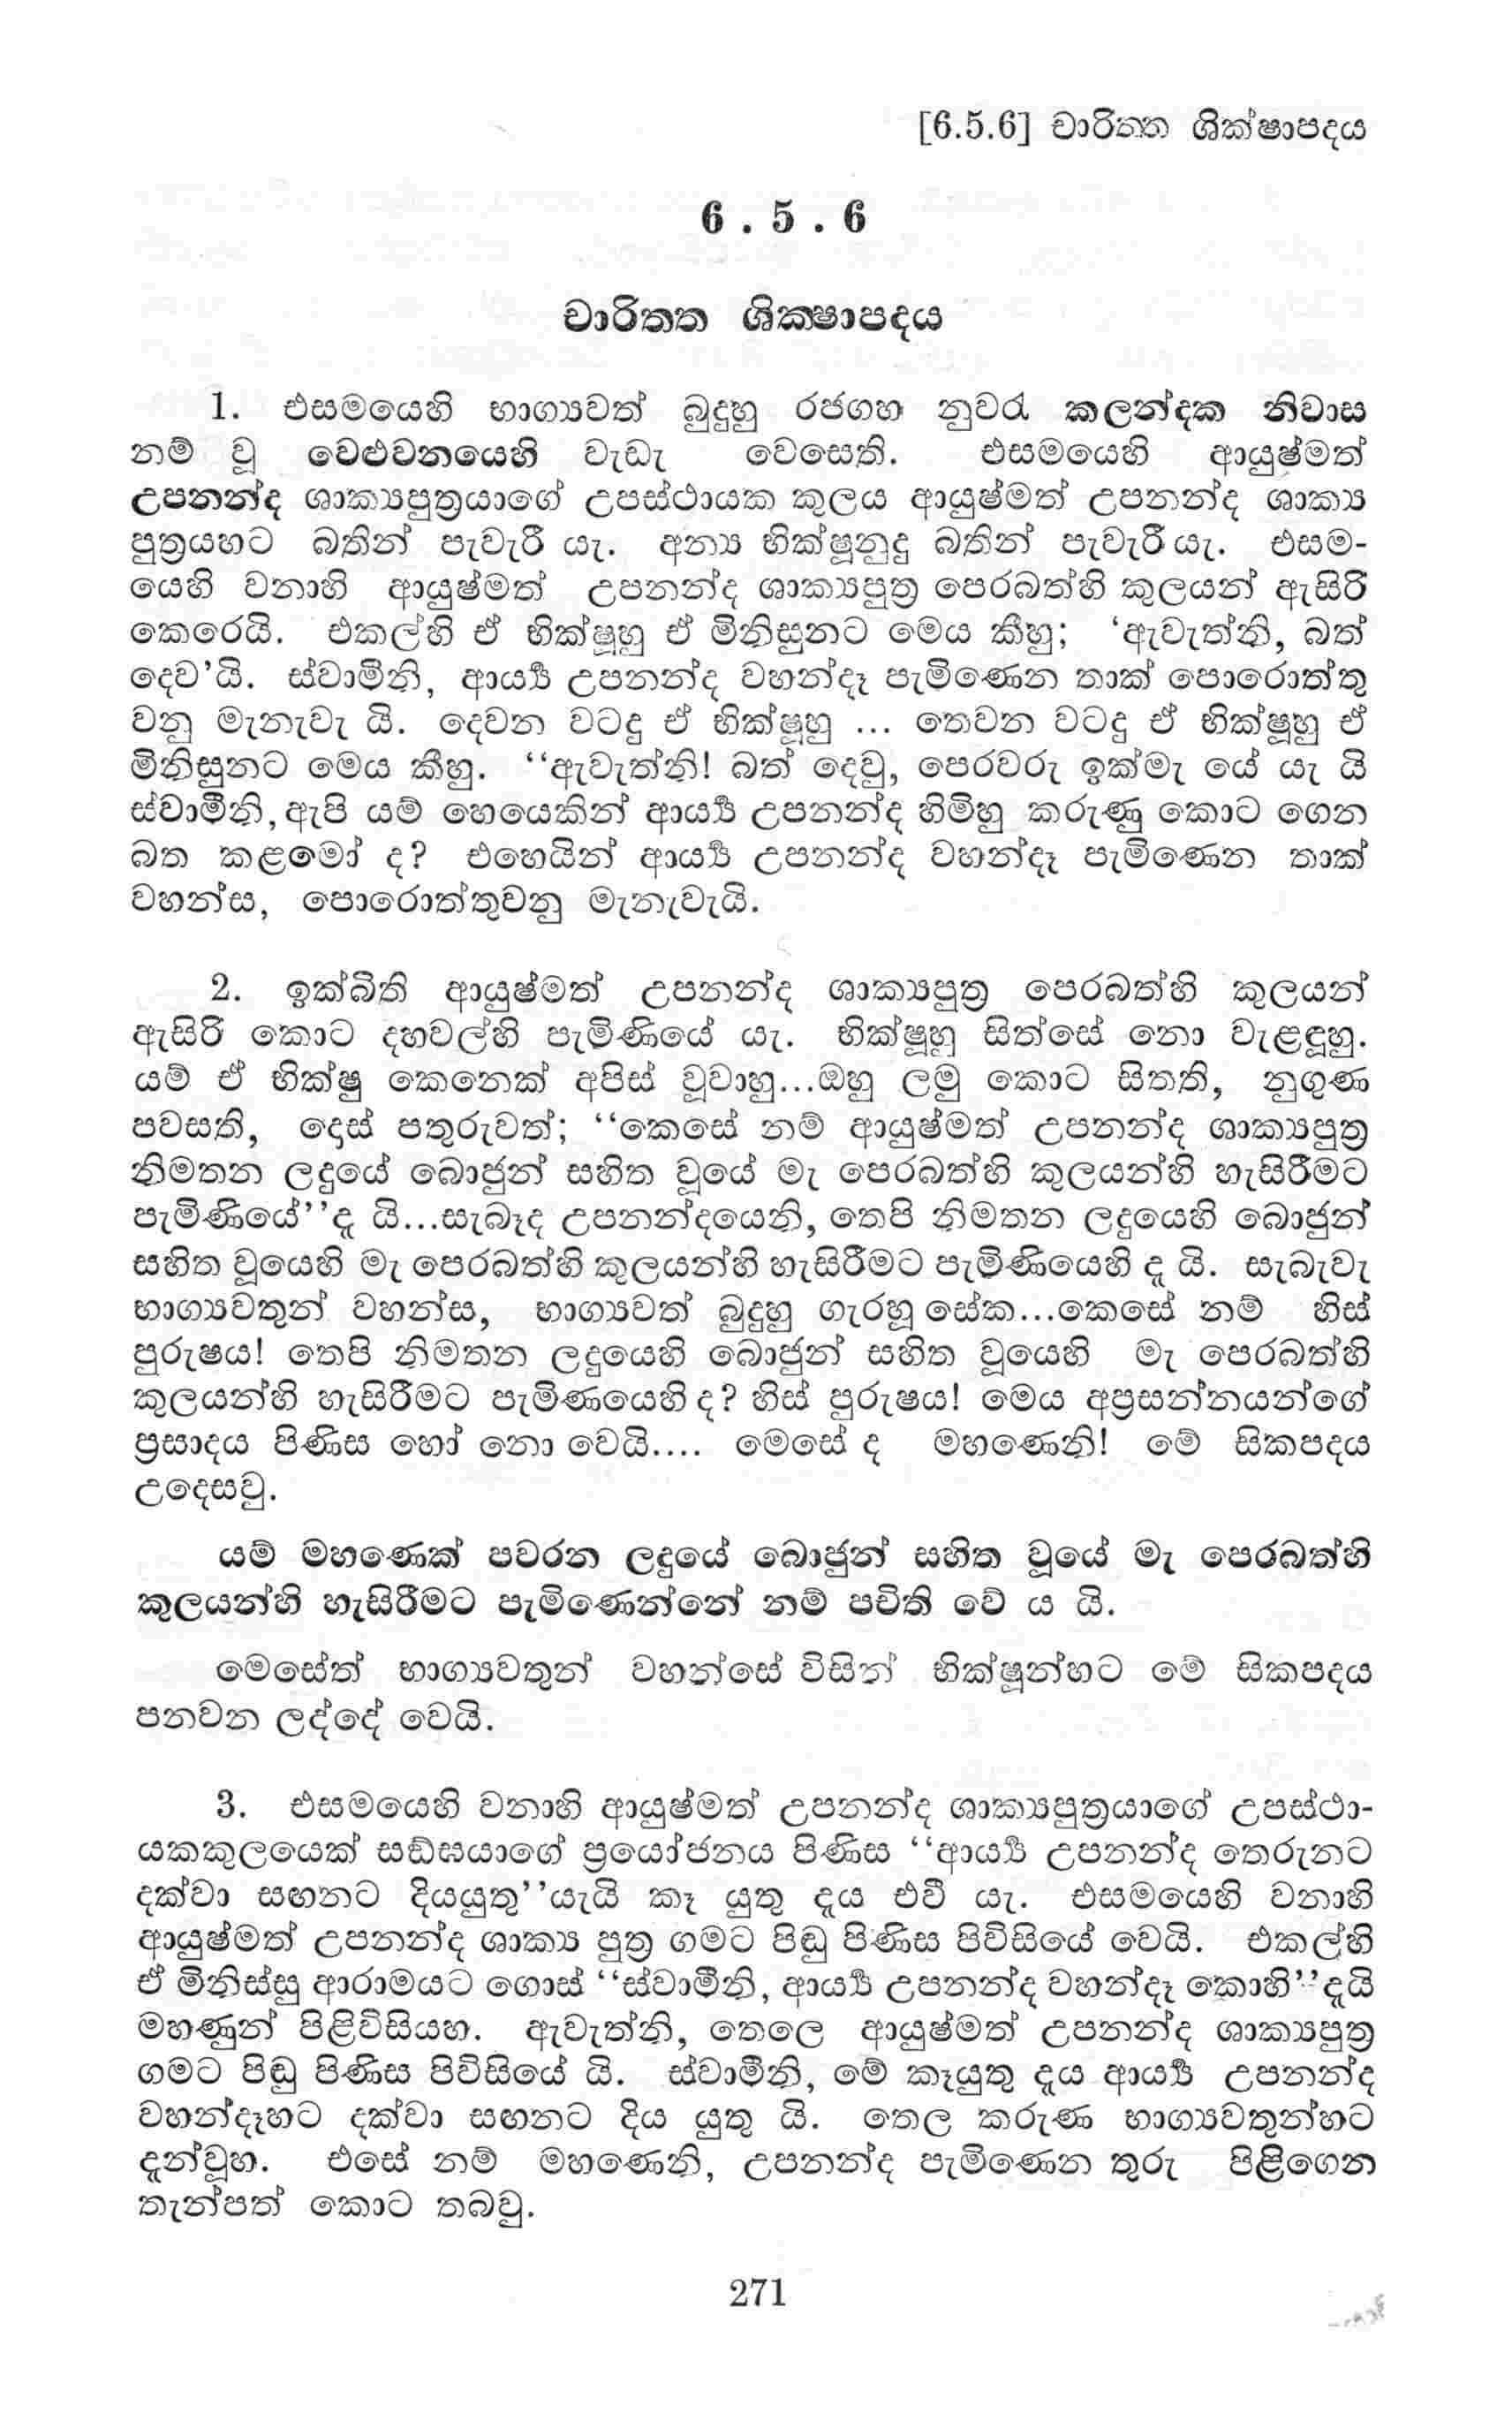 [6.5.6] චාරිත්ත ශික්ෂාපදය
6 . 5 . 6
චාරිත්ත ශික්ෂාපදය
1. එසමයෙහි භාග්‍යවත් බුදුහු රජගහ නුවරැ කලන්දක නිවාස
නම් වූ වෙළුවනයෙහි වැඩැ වෙසෙති. එසමයෙහි ආයුෂ්මත්
උපනන්ද ශාක්‍යපුත්‍රයාගේ උපස්ථායක කුලය ආයුෂ්මත් උපනන්ද ශාක්‍ය
පුත්‍රයහට බතින් පැවැරී යැ. අන්‍ය භික්ෂූනුදු බතින් පැවැරී යැ. එසම-
යෙහි වනාහි ආයුෂ්මත් උපනන්ද ශාක්‍යපුත්‍ර පෙරබත්හි කුලයන් ඇසිරි
කෙරෙයි. එකල්හි ඒ භික්ෂූහු ඒ මිනිසුනට මෙය කීහු; ‘ඇවැත්නි, බත්
දෙව’යි. ස්වාමීනි, ආර්‍ය්‍ය උපනන්ද වහන්දෑ පැමිණෙන තාක් පොරොත්තු
වනු මැනැවැ යි. දෙවන වටදු ඒ භික්ෂූහු ... තෙවන වටදු ඒ භික්ෂූහු ඒ
මිනිසුනට මෙය කීහු. ‘‘ඇවැත්නි! බත් දෙවු, පෙරවරු ඉක්මැ යේ යැ යි
ස්වාමීනි, ඇපි යම් හෙයෙකින් ආර්‍ය්‍ය උපනන්ද හිමිහු කරුණු කොට ගෙන
බත කළමෝ ද? එහෙයින් ආර්‍ය්‍ය උපනන්ද වහන්දෑ පැමිණෙන තාක්
වහන්ස, පොරොත්තුවනු මැනැවැයි.
2. ඉක්බිති ආයුෂ්මත් උපනන්ද ශාක්‍යපුත්‍ර පෙරබත්හි කුලයන්
ඇසිරි කොට දහවල්හි පැමිණියේ යැ. භික්ෂූහු සිත්සේ නො වැළඳූහු.
යම් ඒ භික්ෂු කෙනෙක් අපිස් වූවාහු...ඔහු ලමු කොට සිතති, නුගුණ
පවසති, දොස් පතුරුවත්; ‘‘කෙසේ නම් ආයුෂ්මත් උපනන්ද ශාක්‍යපුත්‍ර
නිමතන ලදුයේ බොජුන් සහිත වූයේ මැ පෙරබත්හි කුලයන්හි හැසිරීමට
පැමිණියේ’’දැ යි...සැබෑද උපනන්දයෙනි, තෙපි නිමතන ලදුයෙහි බොජුන්
සහිත වූයෙහි මැ පෙරබත්හි කුලයන්හි හැසිරීමට පැමිණියෙහි දැ යි. සැබැවැ
භාග්‍යවතුන් වහන්ස, භාග්‍යවත් බුදුහු ගැරහූ සේක...කෙසේ නම් හිස්
පුරුෂය! තෙපි නිමතන ලදුයෙහි බොජුන් සහිත වූයෙහි මැ පෙරබත්හි
කුලයන්හි හැසිරීමට පැමිණයෙහි ද? හිස් පුරුෂය! මෙය අප්‍රසන්නයන්ගේ
ප්‍රසාදය පිණිස හෝ නො වෙයි.... මෙසේ ද මහණෙනි! මේ සිකපදය
උදෙසවු.
යම් මහණෙක් පවරන ලදුයේ බොජුන් සහිත වූයේ මැ පෙරබත්හි
කුලයන්හි හැසිරීමට පැමිණෙන්නේ නම් පචිති වේ ය යි.
මෙසේත් භාග්‍යවතුන් වහන්සේ විසින් භික්ෂූන්හට මේ සිකපදය
පනවන ලද්දේ වෙයි.
3. එසමයෙහි වනාහි ආයුෂ්මත් උපනන්ද ශාක්‍යපුත්‍රයාගේ උපස්ථා-
යකකුලයෙක් සඞ්ඝයාගේ ප්‍රයෝජනය පිණිස ‘‘ආර්‍ය්‍ය උපනන්ද තෙරුනට
දක්වා සඟනට දියයුතු’’යැයි කෑ යුතු දැය එවී යැ. එසමයෙහි වනාහි
ආයුෂ්මත් උපනන්ද ශාක්‍ය පුත්‍ර ගමට පිඬු පිණිස පිවිසියේ වෙයි. එකල්හි
ඒ මිනිස්සු ආරාමයට ගොස් ‘‘ස්වාමීනි, ආර්‍ය්‍ය උපනන්ද වහන්දෑ කොහි’’දැයි
මහණුන් පිළිවිසියහ. ඇවැත්නි, තෙලෙ ආයුෂ්මත් උපනන්ද ශාක්‍යපුත්‍ර
ගමට පිඬු පිණිස පිවිසියේ යි. ස්වාමීනි, මේ කෑයුතු දැය ආර්‍ය්‍ය උපනන්ද
වහන්දෑහට දක්වා සඟනට දිය යුතු යි. තෙල කරුණ භාග්‍යවතුන්හට
දැන්වූහ. එසේ නම් මහණෙනි, උපනන්ද පැමිණෙන තුරු පිළිගෙන
තැන්පත් කොට තබවු.
271